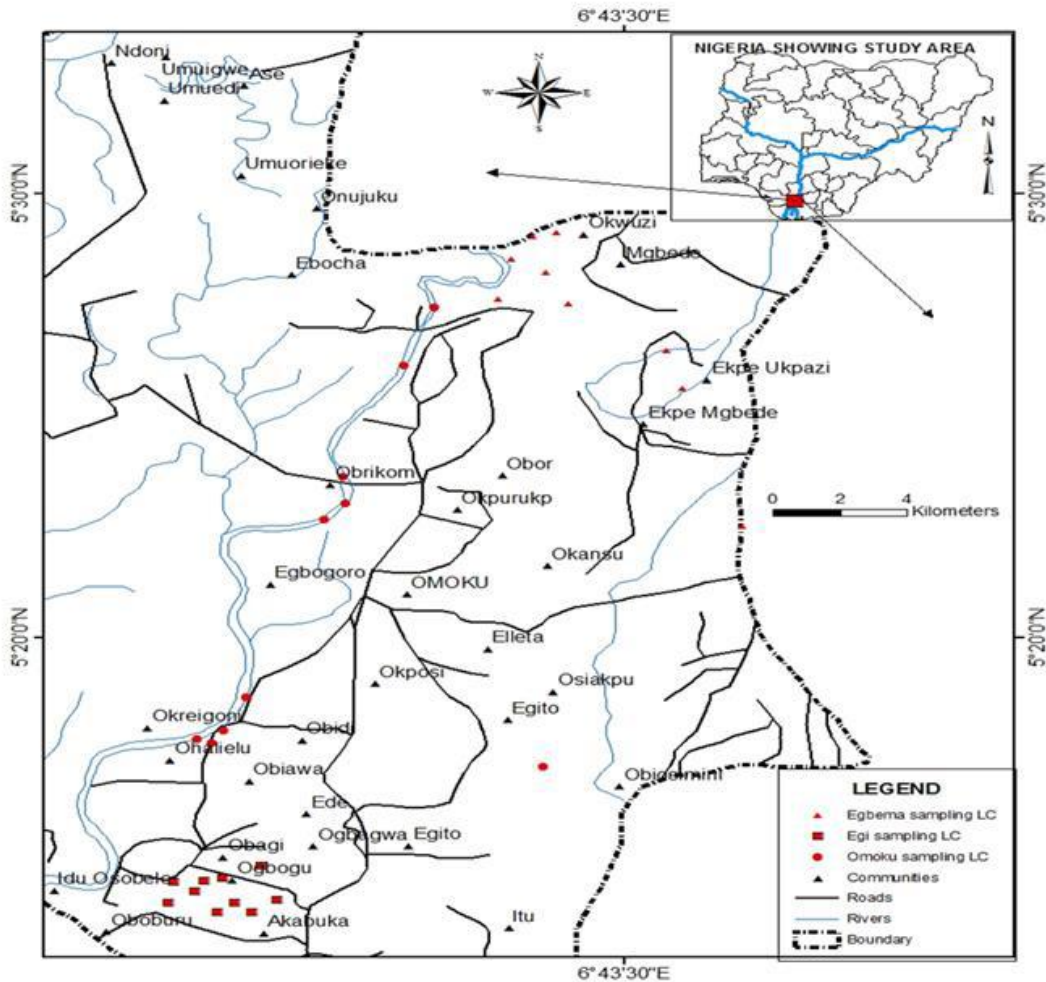 6°43'30"E
NIGERIA SHOWING STUDY AREA
N
Ndoni
Umuigwe
Ase
Umuedi
N
W E
S
Umuorieke
5°30'0"N
5°30'0"N
Onujuku
Okwuzi
Mgbede
Ebocha
Ekpe Ukpazi
Ekpe Mgbede
Obrikom
Obor
Okpurukp
0 2 4
Kilometers
Okansu
Egbogoro
OMOKU
5°20'0"N
5°20'0"N
Elleta
Okposi
Osiakpu
Okreigom
Egito
Obidi
Ohalielu
Obiawa
LEGEND
Egbema sampling LC
Egi sampling LC
Omoku sampling LC
Communities
Roads
Rivers
Boundary
Ede
Ogbagwa
Egito
Obagi
Ogbogu
Idu Osobele
Oboburu
Akabuka
Itu
6°43'30"E